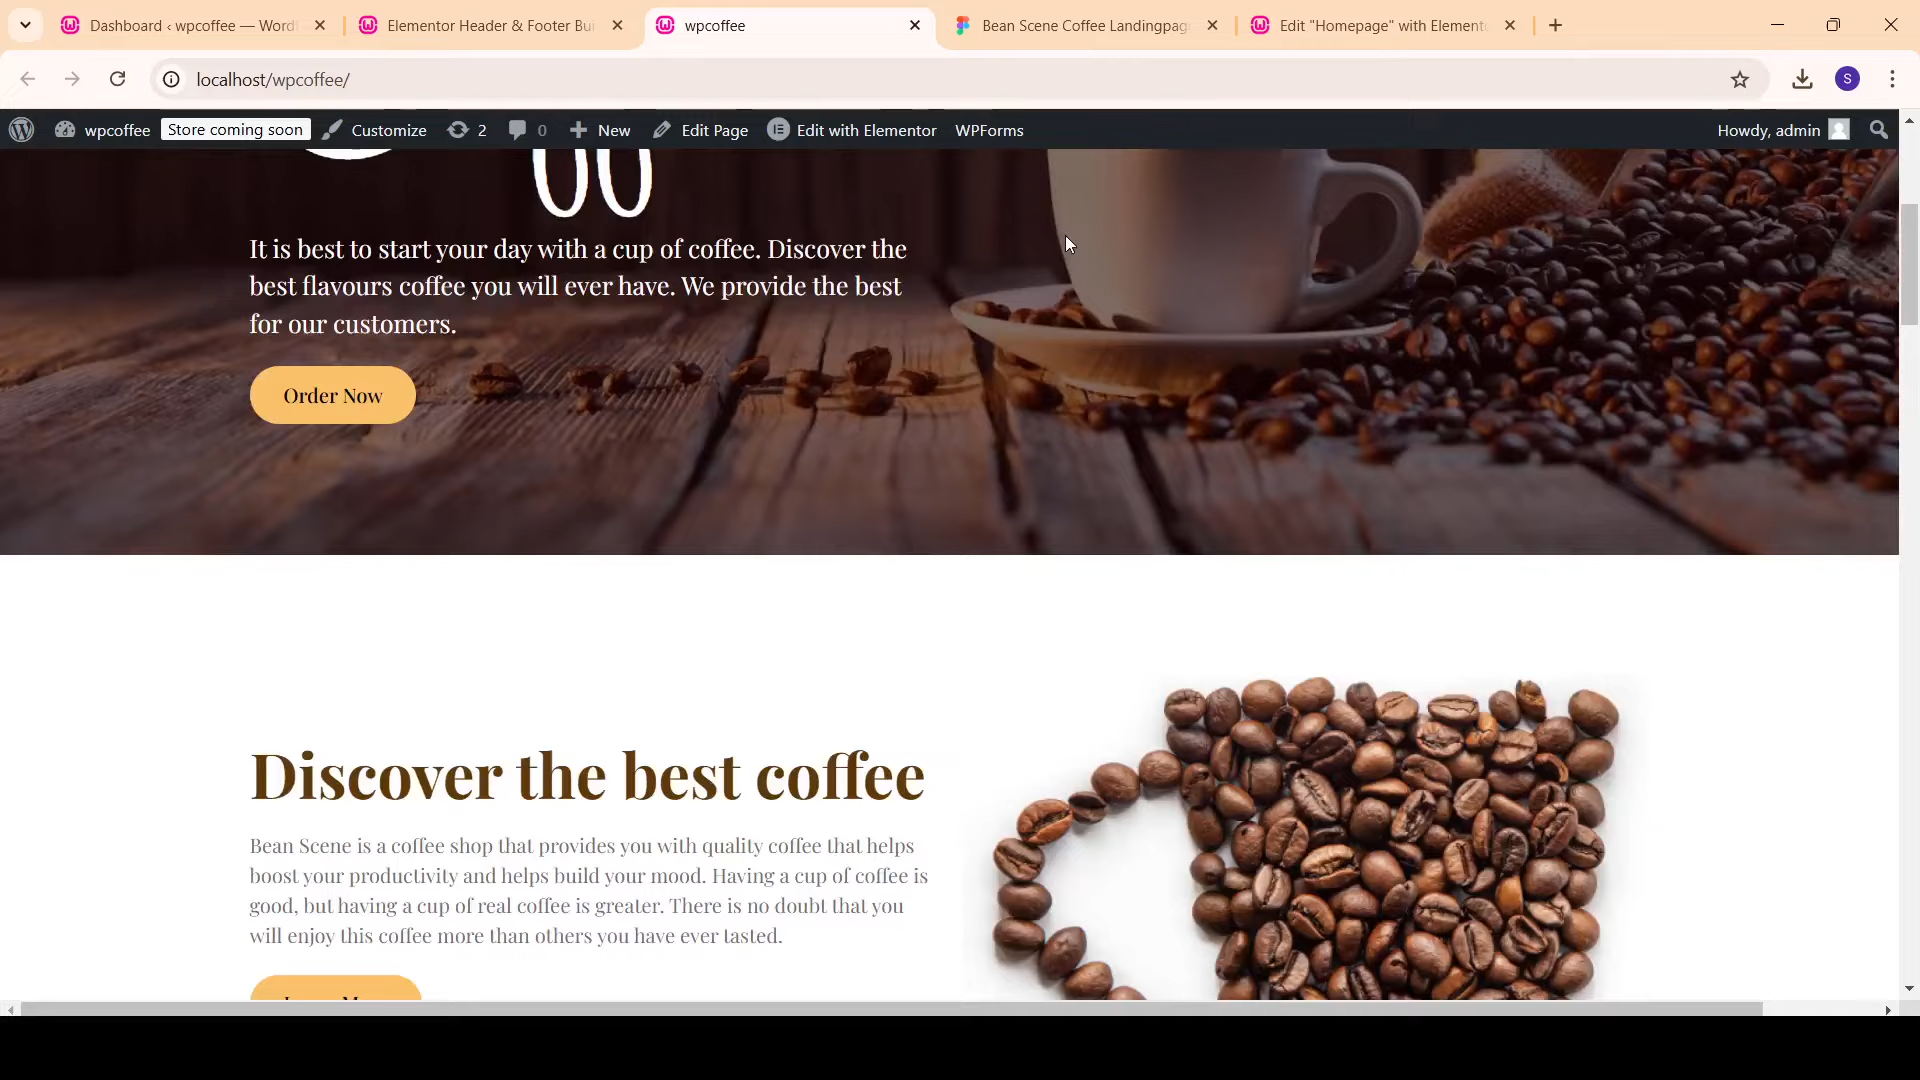 Dashboard ‹ wpcoffee — Word
Elementor Header & Footer Bui
wpcoffee
Bean Scene Coffee Landingpag
Edit "Homepage" with Element
localhost/wpcoffee/
S
wpcoffee
Store coming soon
Customize
2
0
New
Edit Page
Edit with Elementor
WPForms
Howdy, admin
It is best to start your day with a cup of coffee. Discover the
best flavours coffee you will ever have. We provide the best
for our customers.
Order Now
Discover the best coffee
Bean Scene is a coffee shop that provides you with quality coffee that helps
boost your productivity and helps build your mood. Having a cup of coffee is
good, but having a cup of real coffee is greater. There is no doubt that you
will enjoy this coffee more than others you have ever tasted.